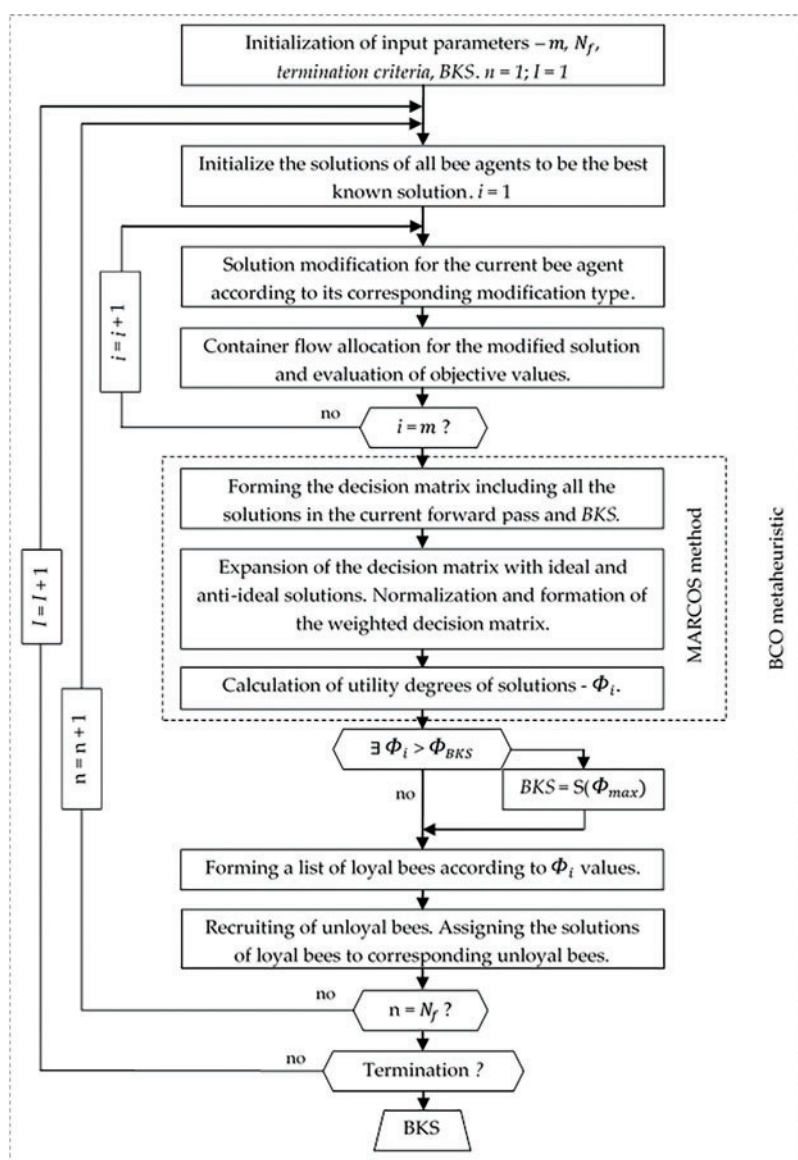 Initialization of input parameters – m, N_f,
termination criteria, BKS. n = 1; I = 1
Initialize the solutions of all bee agents to be the best
known solution. i = 1
Solution modification for the current bee agent
according to its corresponding modification type.
i = i + 1
Container flow allocation for the modified solution
and evaluation of objective values.
no
i = m ?
Forming the decision matrix including all the
solutions in the current forward pass and BKS.
Expansion of the decision matrix with ideal and
anti-ideal solutions. Normalization and formation of
the weighted decision matrix.
Calculation of utility degrees of solutions - Φ_i.
MARCOS method
BCO metaheuristic
I = I + 1
n = n + 1
∃ Φ_i > Φ_BKS
no
BKS = S(Φ_max)
Forming a list of loyal bees according to Φ_i values.
Recruiting of unloyal bees. Assigning the solutions
of loyal bees to corresponding unloyal bees.
no
n = N_f ?
no
Termination ?
BKS